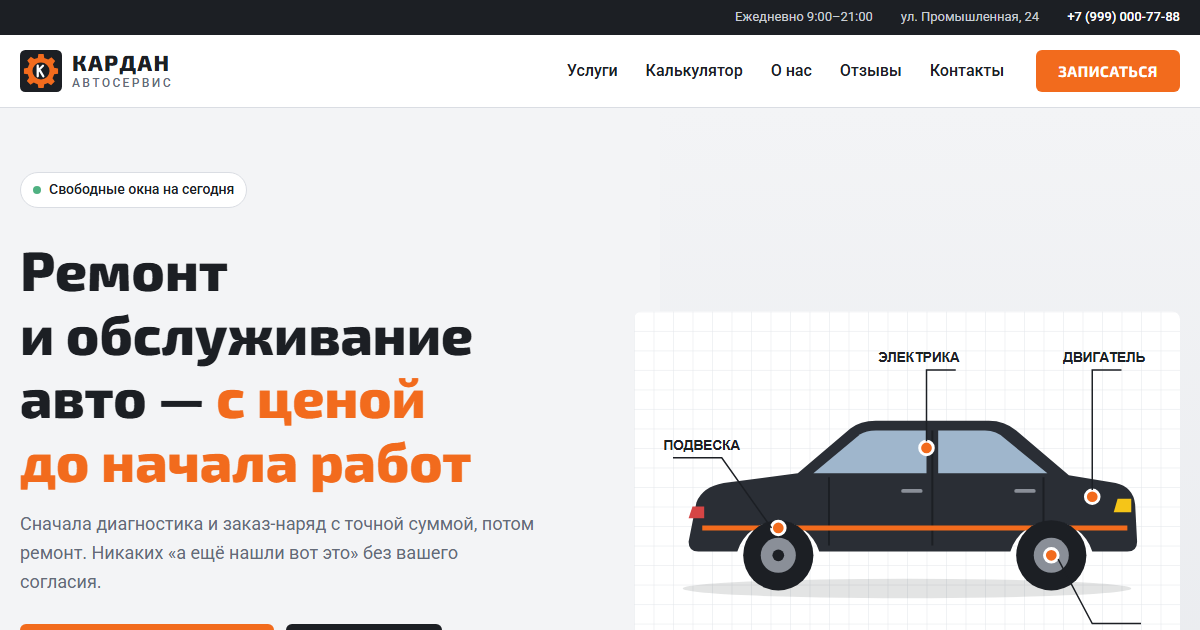 Ежедневно 9:00–21:00
ул. Промышленная, 24
+7 (999) 000-77-88
К
КАРДАН
АВТОСЕРВИС
Услуги
Калькулятор
О нас
Отзывы
Контакты
ЗАПИСАТЬСЯ
Свободные окна на сегодня
Ремонт
и обслуживание
авто — с ценой
до начала работ
Сначала диагностика и заказ-наряд с точной суммой, потом
ремонт. Никаких «а ещё нашли вот это» без вашего
согласия.
ЭЛЕКТРИКА
ДВИГАТЕЛЬ
ПОДВЕСКА